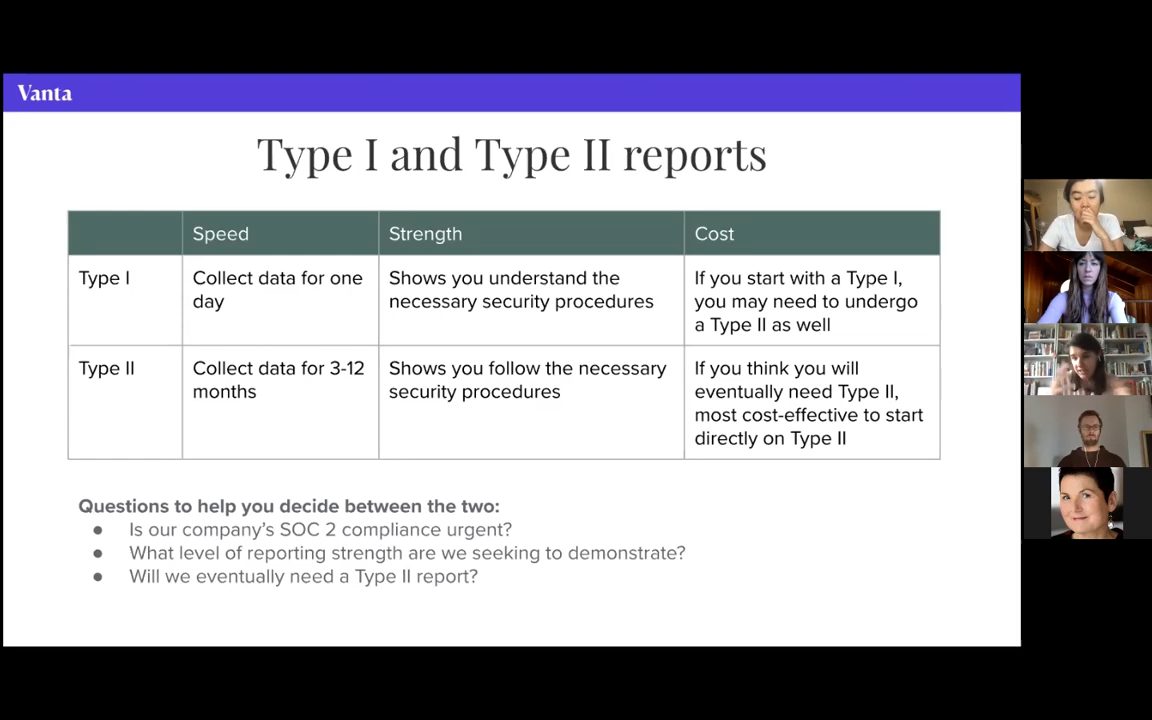 Vanta
Type I and Type II reports
Speed
Strength
Cost
Type I
Collect data for one
day
Shows you understand the
necessary security procedures
If you start with a Type I,
you may need to undergo
a Type II as well
Type II
Collect data for 3-12
months
Shows you follow the necessary
security procedures
If you think you will
eventually need Type II,
most cost-effective to start
directly on Type II
Questions to help you decide between the two:
● Is our company's SOC 2 compliance urgent?
● What level of reporting strength are we seeking to demonstrate?
● Will we eventually need a Type II report?